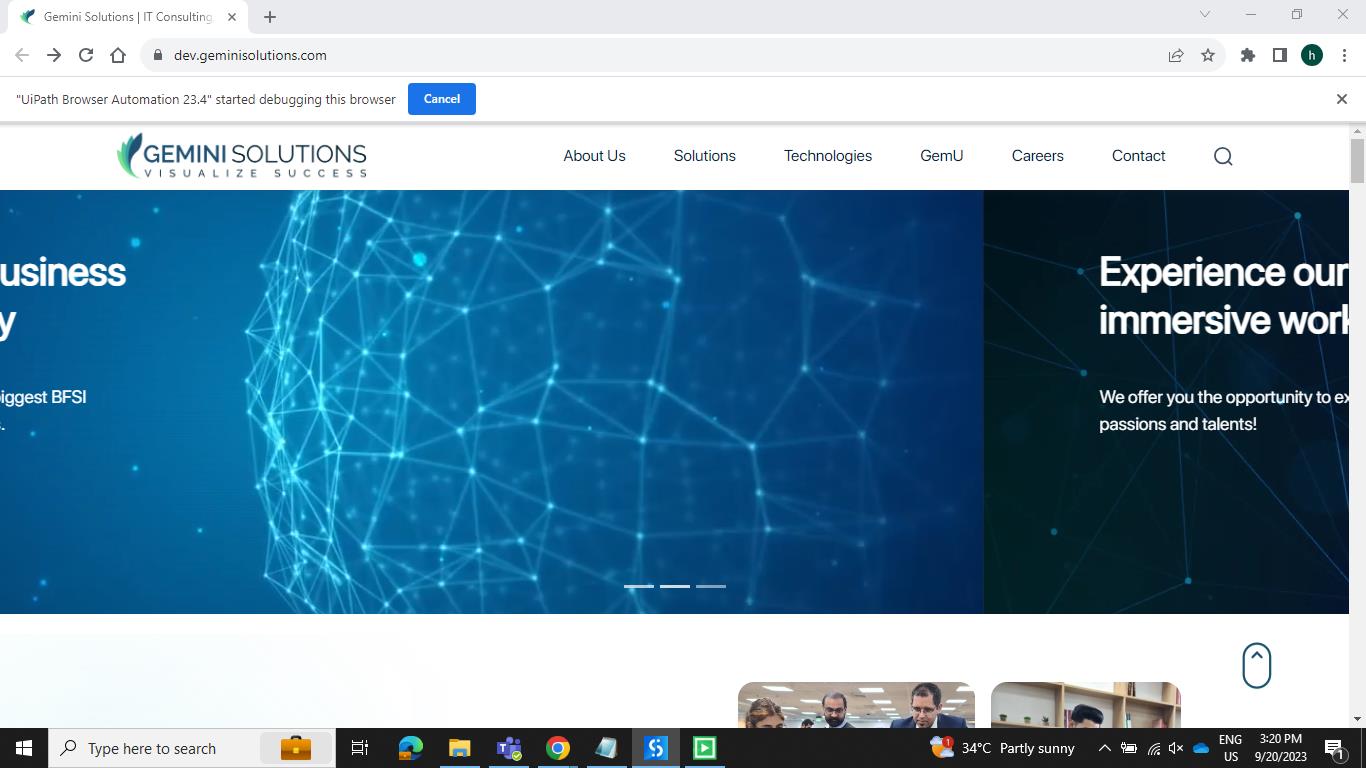 Gemini Solutions | IT Consulting,
dev.geminisolutions.com
h
"UiPath Browser Automation 23.4" started debugging this browser
Cancel
GEMINI SOLUTIONS
VISUALIZE SUCCESS
About Us
Solutions
Technologies
GemU
Careers
Contact
usiness
y
iggest BFSI
.
Experience our
immersive work
We offer you the opportunity to ex
passions and talents!
Type here to search
1
34°C Partly sunny
ENG
US
3:20 PM
9/20/2023
1